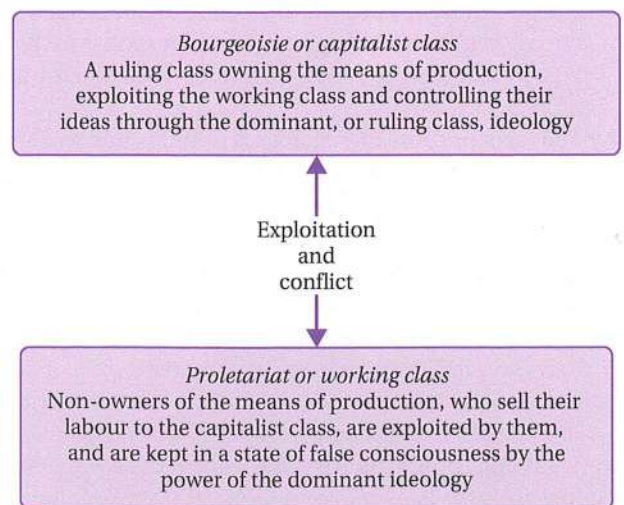 Bourgeoisie or capitalist class
A ruling class owning the means of production,
exploiting the working class and controlling their
ideas through the dominant, or ruling class, ideology
Exploitation
and
conflict
Proletariat or working class
Non-owners of the means of production, who sell their
labour to the capitalist class, are exploited by them,
and are kept in a state of false consciousness by the
power of the dominant ideology